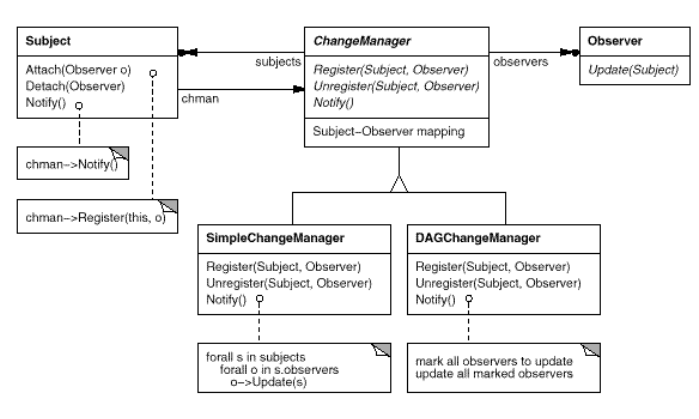 Subject
Attach(Observer o)
Detach(Observer)
Notify()
chman->Notify()
chman->Register(this, o)
subjects
chman
ChangeManager
Register(Subject, Observer)
Unregister(Subject, Observer)
Notify()
Subject-Observer mapping
observers
Observer
Update(Subject)
SimpleChangeManager
Register(Subject, Observer)
Unregister(Subject, Observer)
Notify()
forall s in subjects
forall o in s.observers
o->Update(s)
DAGChangeManager
Register(Subject, Observer)
Unregister(Subject, Observer)
Notify()
mark all observers to update
update all marked observers